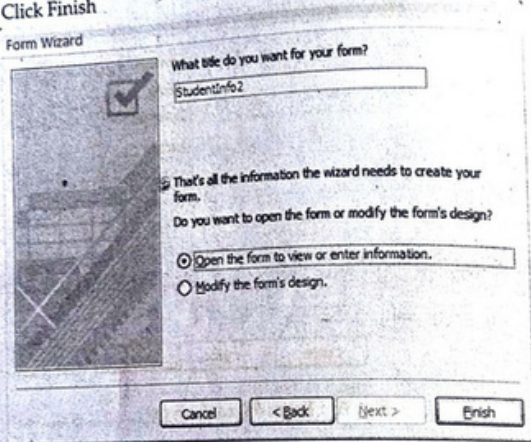 Click Finish
Form Wizard
What title do you want for your form?
StudentInfo2
That's all the information the wizard needs to create your
form.
Do you want to open the form or modify the form's design?
Open the form to view or enter information.
Modify the form's design.
Cancel
< Back
Next >
Finish